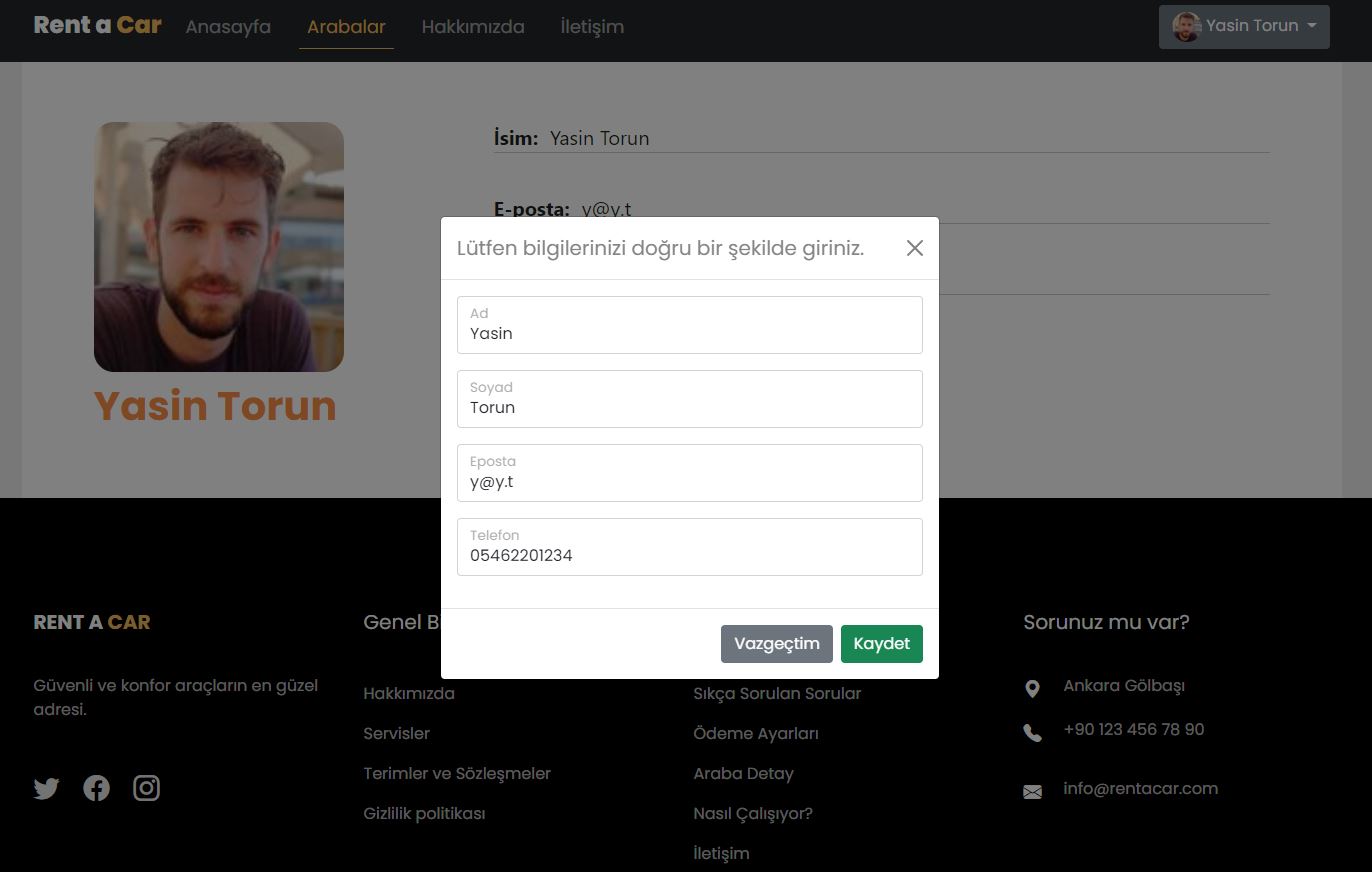 Rent a Car Anasayfa Arabalar Hakkımızda İletişim Yasin Torun
İsim: Yasin Torun
E-posta: y@y.t
Yasin Torun
Lütfen bilgilerinizi doğru bir şekilde giriniz.
Ad
Yasin
Soyad
Torun
Eposta
y@y.t
Telefon
05462201234
Vazgeçtim Kaydet
RENT A CAR
Güvenli ve konfor araçların en güzel
adresi.
Genel B
Hakkımızda
Servisler
Terimler ve Sözleşmeler
Gizlilik politikası
Sıkça Sorulan Sorular
Ödeme Ayarları
Araba Detay
Nasıl Çalışıyor?
İletişim
Sorunuz mu var?
Ankara Gölbaşı
+90 123 456 78 90
info@rentacar.com